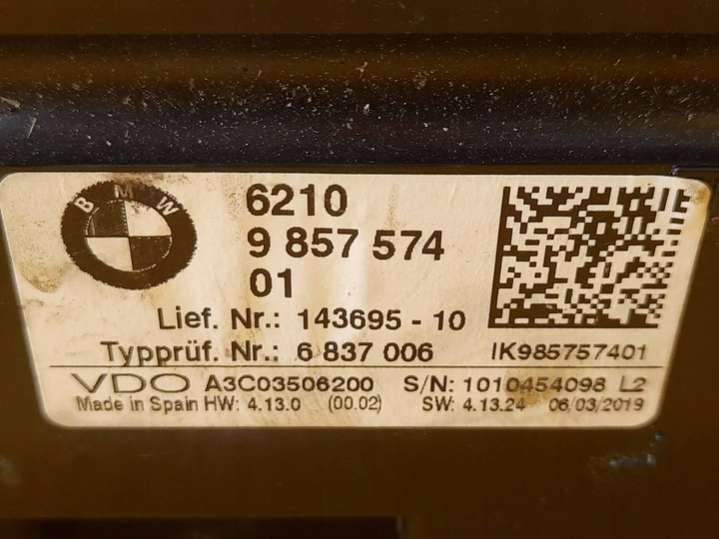 BMW
6210
9 857 574
01
Lief. Nr.: 143695 - 10
Typprüf. Nr.: 6 837 006
IK985757401
VDO A3C03506200 S/N: 1010454098 L2
Made in Spain HW: 4.13.0 (00.02) SW: 4.13.24 06/03/2019